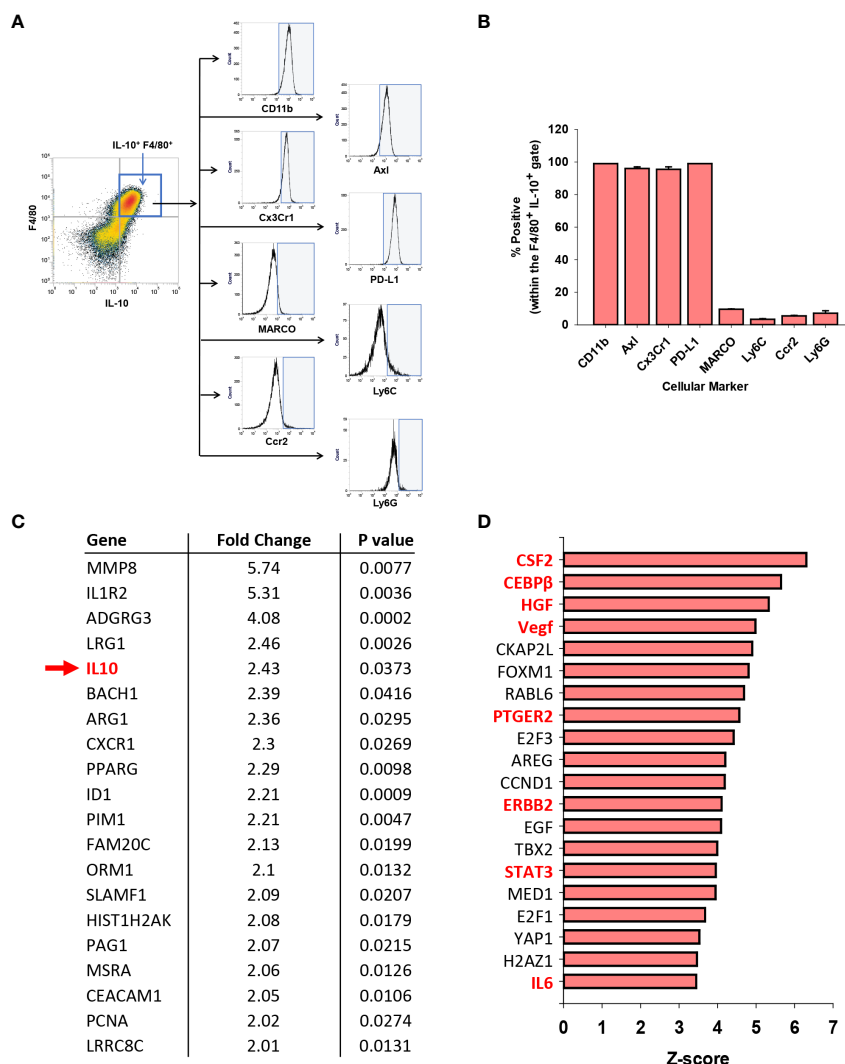 A
IL-10⁺ F4/80⁺
F4/80
IL-10
Count
CD11b
Count
Axl
Count
Cx3Cr1
Count
PD-L1
Count
MARCO
Count
Ly6C
Count
Ccr2
Count
Ly6G
B
% Positive
(within the F4/80⁺ IL-10⁺ gate)
120
100
80
60
40
20
0
CD11b
Axl
Cx3Cr1
PD-L1
MARCO
Ly6C
Ccr2
Ly6G
Cellular Marker
C
Gene Fold Change P value
MMP8 5.74 0.0077
IL1R2 5.31 0.0036
ADGRG3 4.08 0.0002
LRG1 2.46 0.0026
IL10 2.43 0.0373
BACH1 2.39 0.0416
ARG1 2.36 0.0295
CXCR1 2.3 0.0269
PPARG 2.29 0.0098
ID1 2.21 0.0009
PIM1 2.21 0.0047
FAM20C 2.13 0.0199
ORM1 2.1 0.0132
SLAMF1 2.09 0.0207
HIST1H2AK 2.08 0.0179
PAG1 2.07 0.0215
MSRA 2.06 0.0126
CEACAM1 2.05 0.0106
PCNA 2.02 0.0274
LRRC8C 2.01 0.0131
D
CSF2
CEBPβ
HGF
Vegf
CKAP2L
FOXM1
RABL6
PTGER2
E2F3
AREG
CCND1
ERBB2
EGF
TBX2
STAT3
MED1
E2F1
YAP1
H2AZ1
IL6
0 1 2 3 4 5 6 7
Z-score